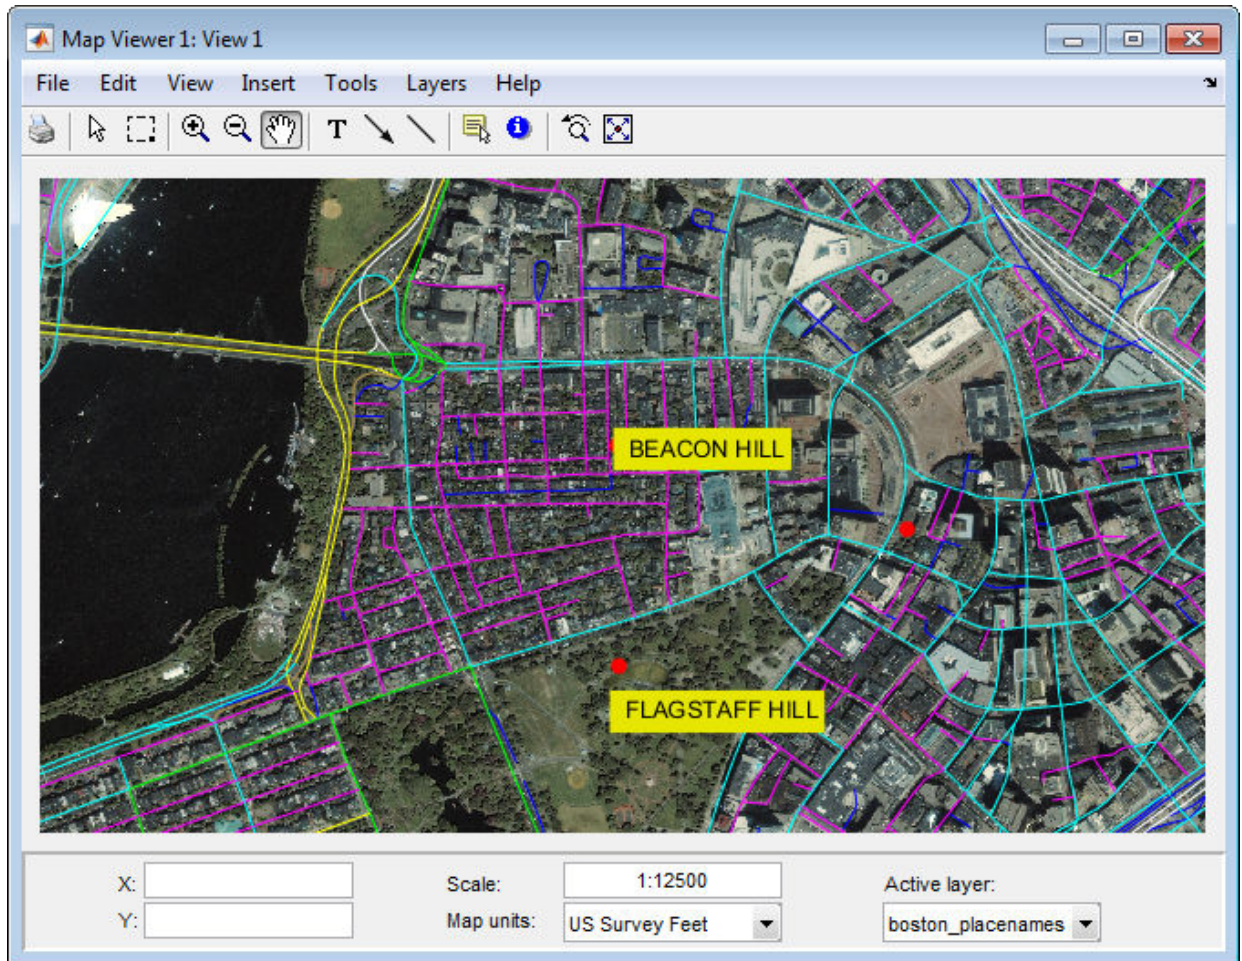 Map Viewer 1: View 1
File Edit View Insert Tools Layers Help
T
BEACON HILL
FLAGSTAFF HILL
X:
Scale: 1:12500
Active layer:
Y:
Map units: US Survey Feet
boston_placenames